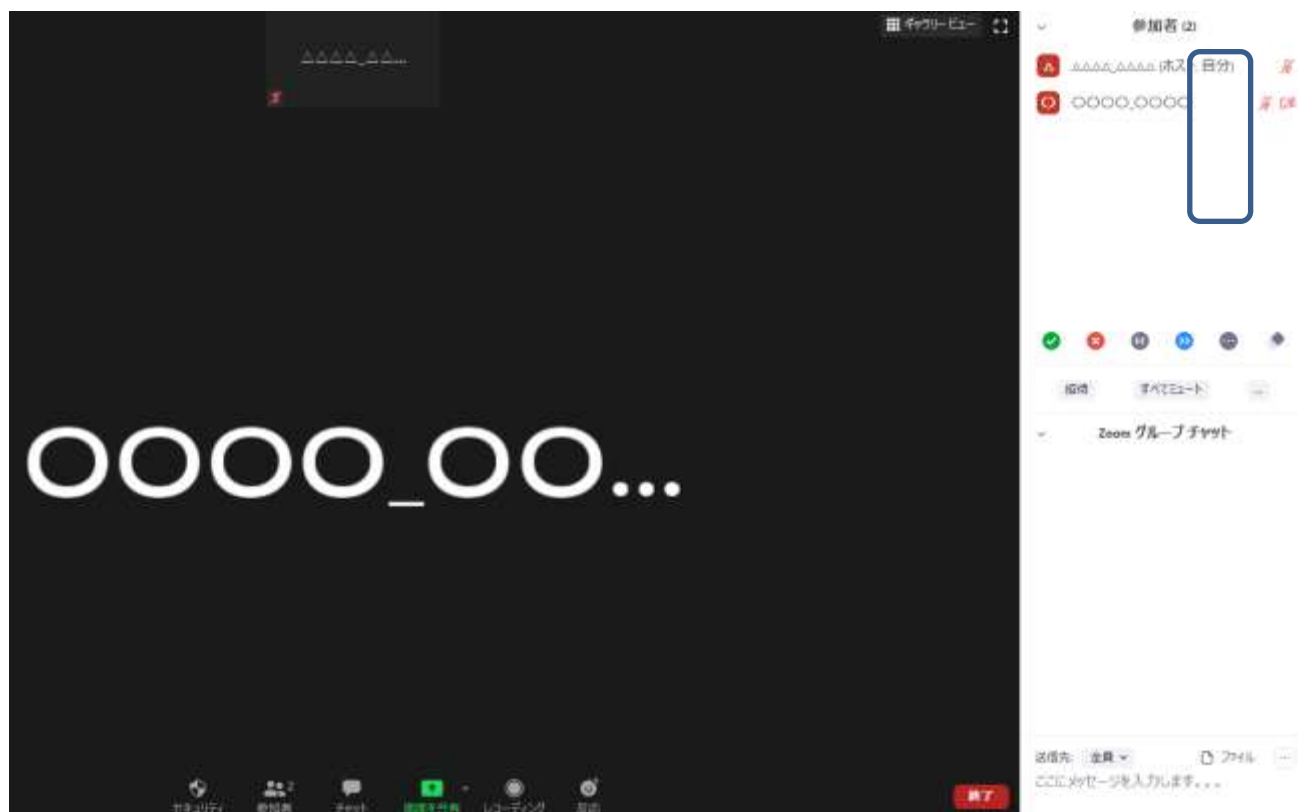 ギャラリービュー
△△△△_△△...
参加者 (2)
△△△△_△△△△ (ホスト, 自分)
〇〇〇〇_〇〇〇〇
〇〇〇〇_〇〇...
招待
すべてミュート
...
Zoom グループ チャット
送信先: 全員
ファイル
...
ここにメッセージを入力します...
セキュリティ
参加者 2
チャット
画面を共有
レコーディング
反応
終了